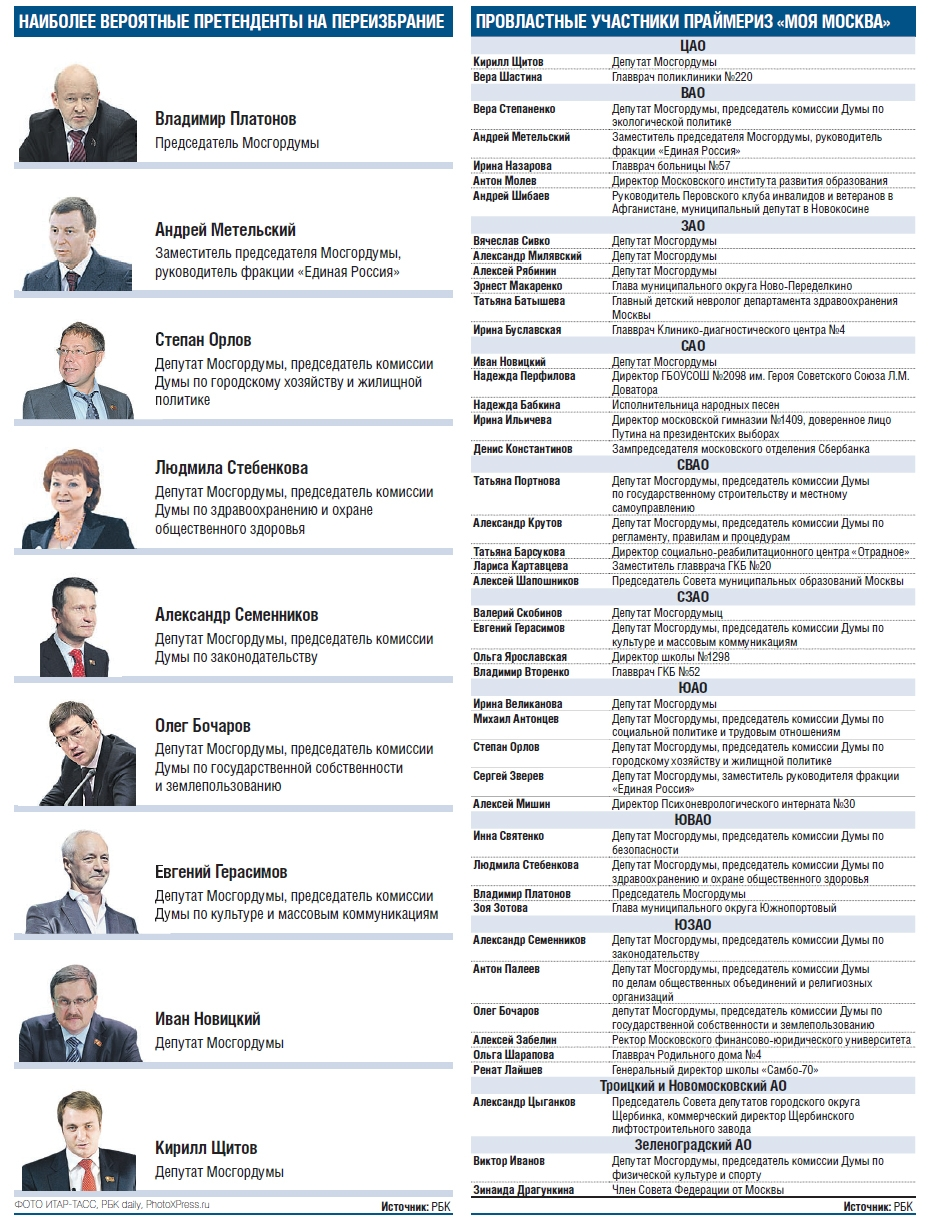 НАИБОЛЕЕ ВЕРОЯТНЫЕ ПРЕТЕНДЕНТЫ НА ПЕРЕИЗБРАНИЕ
Владимир Платонов
Председатель Мосгордумы
Андрей Метельский
Заместитель председателя Мосгордумы,
руководитель фракции «Единая Россия»
Степан Орлов
Депутат Мосгордумы, председатель комиссии
Думы по городскому хозяйству и жилищной
политике
Людмила Стебенкова
Депутат Мосгордумы, председатель комиссии
Думы по здравоохранению и охране
общественного здоровья
Александр Семенников
Депутат Мосгордумы, председатель комиссии
Думы по законодательству
Олег Бочаров
Депутат Мосгордумы, председатель комиссии
Думы по государственной собственности
и землепользованию
Евгений Герасимов
Депутат Мосгордумы, председатель комиссии
Думы по культуре и массовым коммуникациям
Иван Новицкий
Депутат Мосгордумы
Кирилл Щитов
Депутат Мосгордумы
ФОТО ИТАР-ТАСС, РБК daily, PhotoXPress.ru
Источник: РБК
ПРОВЛАСТНЫЕ УЧАСТНИКИ ПРАЙМЕРИЗ «МОЯ МОСКВА»
ЦАО
Кирилл Щитов Депутат Мосгордумы
Вера Шастина Главврач поликлиники №220
ВАО
Вера Степаненко Депутат Мосгордумы, председатель комиссии Думы по
экологической политике
Андрей Метельский Заместитель председателя Мосгордумы, руководитель
фракции «Единая Россия»
Ирина Назарова Главврач больницы №57
Антон Молев Директор Московского института развития образования
Андрей Шибаев Руководитель Перовского клуба инвалидов и ветеранов в
Афганистане, муниципальный депутат в Новокосине
ЗАО
Вячеслав Сивко Депутат Мосгордумы
Александр Милявский Депутат Мосгордумы
Алексей Рябинин Депутат Мосгордумы
Эрнест Макаренко Глава муниципального округа Ново-Переделкино
Татьяна Батышева Главный детский невролог департамента здравоохранения
Москвы
Ирина Буславская Главврач Клинико-диагностического центра №4
САО
Иван Новицкий Депутат Мосгордумы
Надежда Перфилова Директор ГБОУСОШ №2098 им. Героя Советского Союза Л.М.
Доватора
Надежда Бабкина Исполнительница народных песен
Ирина Ильичева Директор московской гимназии №1409, доверенное лицо
Путина на президентских выборах
Денис Константинов Зампредседателя московского отделения Сбербанка
СВАО
Татьяна Портнова Депутат Мосгордумы, председатель комиссии Думы
по государственному строительству и местному
самоуправлению
Александр Крутов Депутат Мосгордумы, председатель комиссии Думы по
регламенту, правилам и процедурам
Татьяна Барсукова Директор социально-реабилитационного центра «Отрадное»
Лариса Картавцева Заместитель главврача ГКБ №20
Алексей Шапошников Председатель Совета муниципальных образований Москвы
СЗАО
Валерий Скобинов Депутат Мосгордумыц
Евгений Герасимов Депутат Мосгордумы, председатель комиссии Думы по
культуре и массовым коммуникациям
Ольга Ярославская Директор школы №1298
Владимир Вторенко Главврач ГКБ №52
ЮАО
Ирина Великанова Депутат Мосгордумы
Михаил Антонцев Депутат Мосгордумы, председатель комиссии Думы по
социальной политике и трудовым отношениям
Степан Орлов Депутат Мосгордумы, председатель комиссии Думы по
городскому хозяйству и жилищной политике
Сергей Зверев Депутат Мосгордумы, заместитель руководителя фракции
«Единая Россия»
Алексей Мишин Директор Психоневрологического интерната №30
ЮВАО
Инна Святенко Депутат Мосгордумы, председатель комиссии Думы по
безопасности
Людмила Стебенкова Депутат Мосгордумы, председатель комиссии Думы по
здравоохранению и охране общественного здоровья
Владимир Платонов Председатель Мосгордумы
Зоя Зотова Глава муниципального округа Южнопортовый
ЮЗАО
Александр Семенников Депутат Мосгордумы, председатель комиссии Думы по
законодательству
Антон Палеев Депутат Мосгордумы, председатель комиссии Думы
по делам общественных объединений и религиозных
организаций
Олег Бочаров депутат Мосгордумы, председатель комиссии Думы по
государственной собственности и землепользованию
Алексей Забелин Ректор Московского финансово-юридического университета
Ольга Шарапова Главврач Родильного дома №4
Ренат Лайшев Генеральный директор школы «Самбо-70»
Троицкий и Новомосковский АО
Александр Цыганков Председатель Совета депутатов городского округа
Щербинка, коммерческий директор Щербинского
лифтостроительного завода
Зеленоградский АО
Виктор Иванов Депутат Мосгордумы, председатель комиссии Думы по
физической культуре и спорту
Зинаида Драгункина Член Совета Федерации от Москвы
Источник: РБК